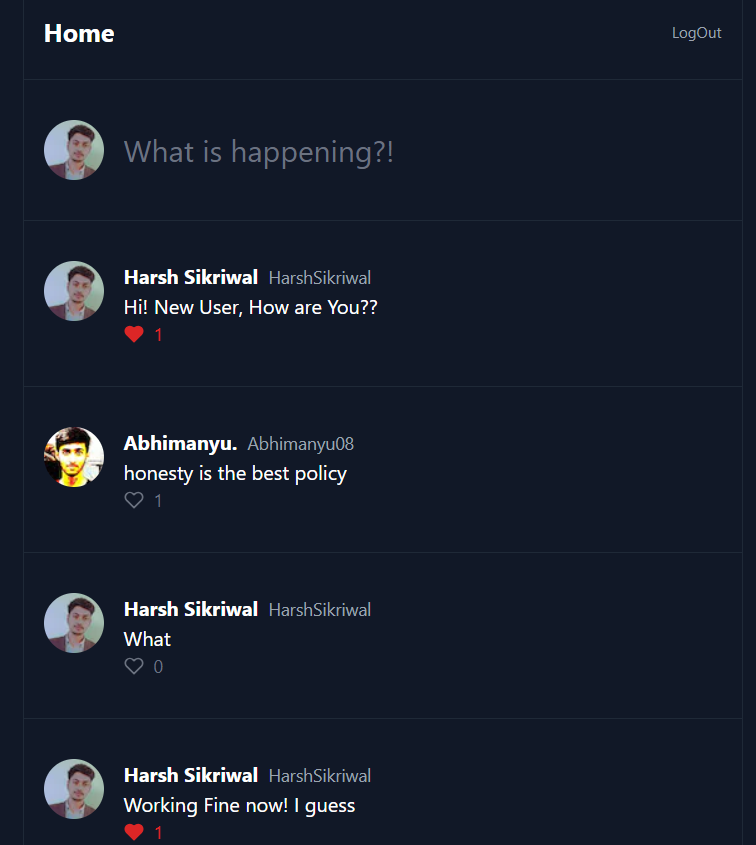 Home
LogOut
What is happening?!
Harsh Sikriwal HarshSikriwal
Hi! New User, How are You??
1
Abhimanyu. Abhimanyu08
honesty is the best policy
1
Harsh Sikriwal HarshSikriwal
What
0
Harsh Sikriwal HarshSikriwal
Working Fine now! I guess
1